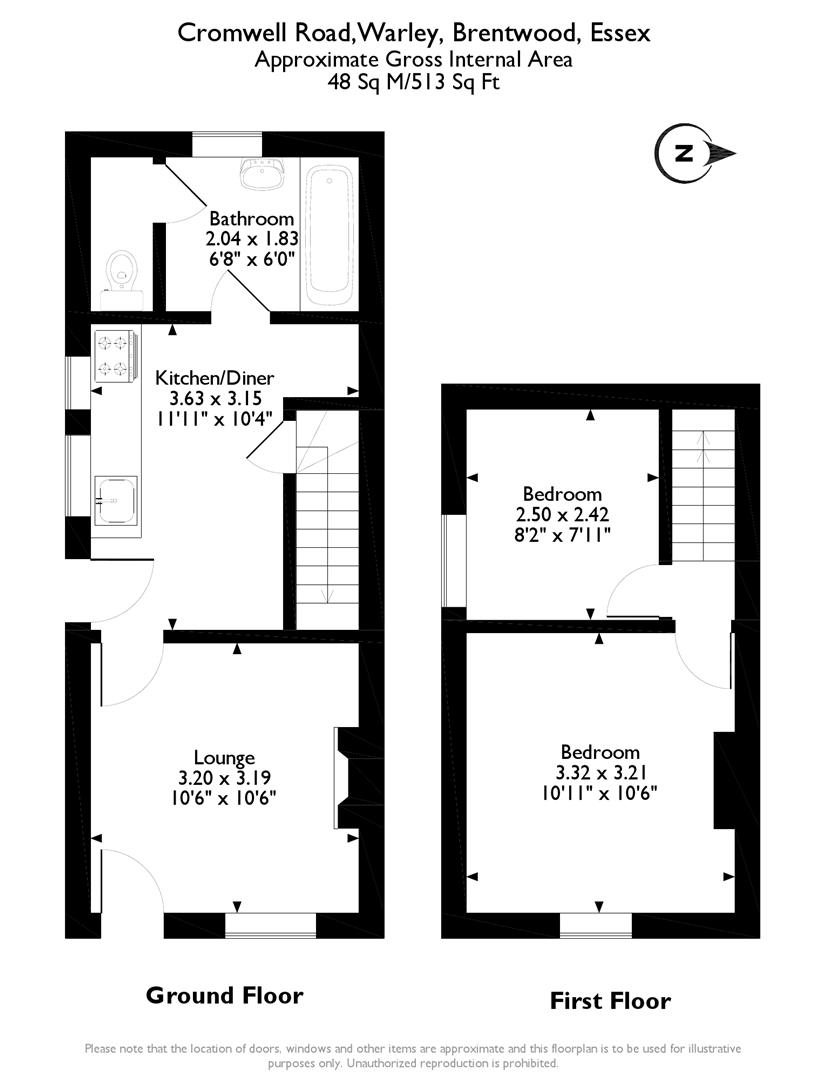 Cromwell Road,Warley, Brentwood, Essex
Approximate Gross Internal Area
48 Sq M/513 Sq Ft
N
Bathroom
2.04 x 1.83
6'8" x 6'0"
Kitchen/Diner
3.63 x 3.15
11'11" x 10'4"
Bedroom
2.50 x 2.42
8'2" x 7'11"
Lounge
3.20 x 3.19
10'6" x 10'6"
Bedroom
3.32 x 3.21
10'11" x 10'6"
Ground Floor
First Floor
Please note that the location of doors, windows and other items are approximate and this floorplan is to be used for illustrative
purposes only. Unauthorized reproduction is prohibited.